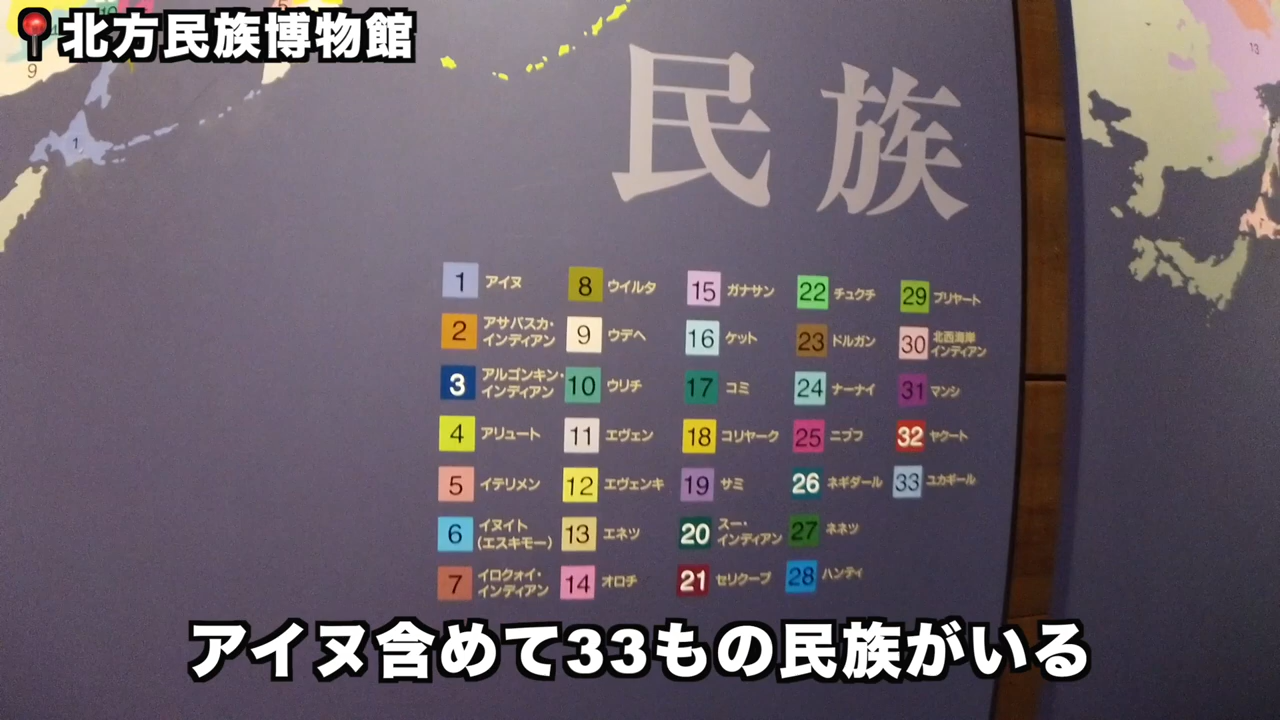 📍北方民族博物館
民族
1 アイヌ
2 アサバスカ・
インディアン
3 アルゴンキン・
インディアン
4 アリュート
5 イテリメン
6 イヌイト
(エスキモー)
7 イロクォイ・
インディアン
8 ウイルタ
9 ウデヘ
10 ウリチ
11 エヴェン
12 エヴェンキ
13 エネツ
14 オロチ
15 ガナサン
16 ケット
17 コミ
18 コリヤーク
19 サミ
20 スー・
インディアン
21 セリクープ
22 チュクチ
23 ドルガン
24 ナーナイ
25 ニブフ
26 ネギダール
27 ネネツ
28 ハンティ
29 ブリヤート
30 北西海岸
インディアン
31 マンシ
32 ヤクート
33 ユカギール
9
1
13
アイヌ含めて33もの民族がいる